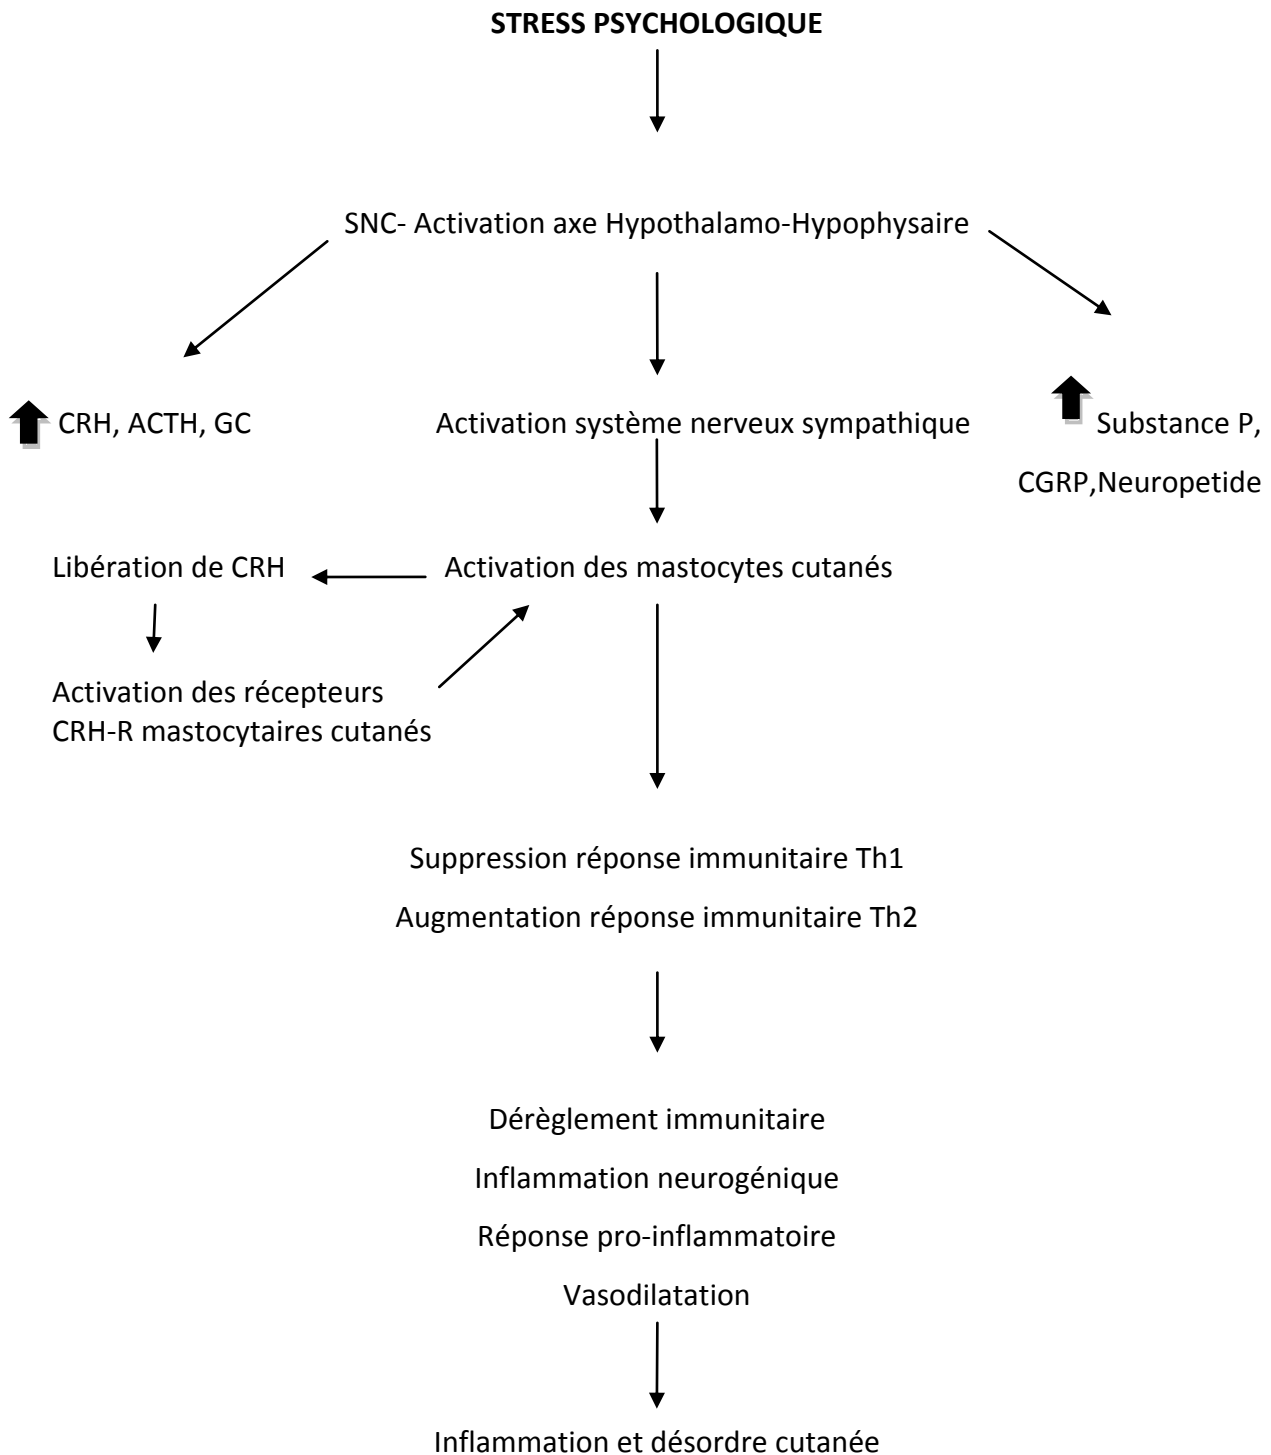 STRESS PSYCHOLOGIQUE
SNC- Activation axe Hypothalamo-Hypophysaire
CRH, ACTH, GC
Activation système nerveux sympathique
Substance P,
CGRP,Neuropetide
Libération de CRH
Activation des mastocytes cutanés
Activation des récepteurs
CRH-R mastocytaires cutanés
Suppression réponse immunitaire Th1
Augmentation réponse immunitaire Th2
Dérèglement immunitaire
Inflammation neurogénique
Réponse pro-inflammatoire
Vasodilatation
Inflammation et désordre cutanée